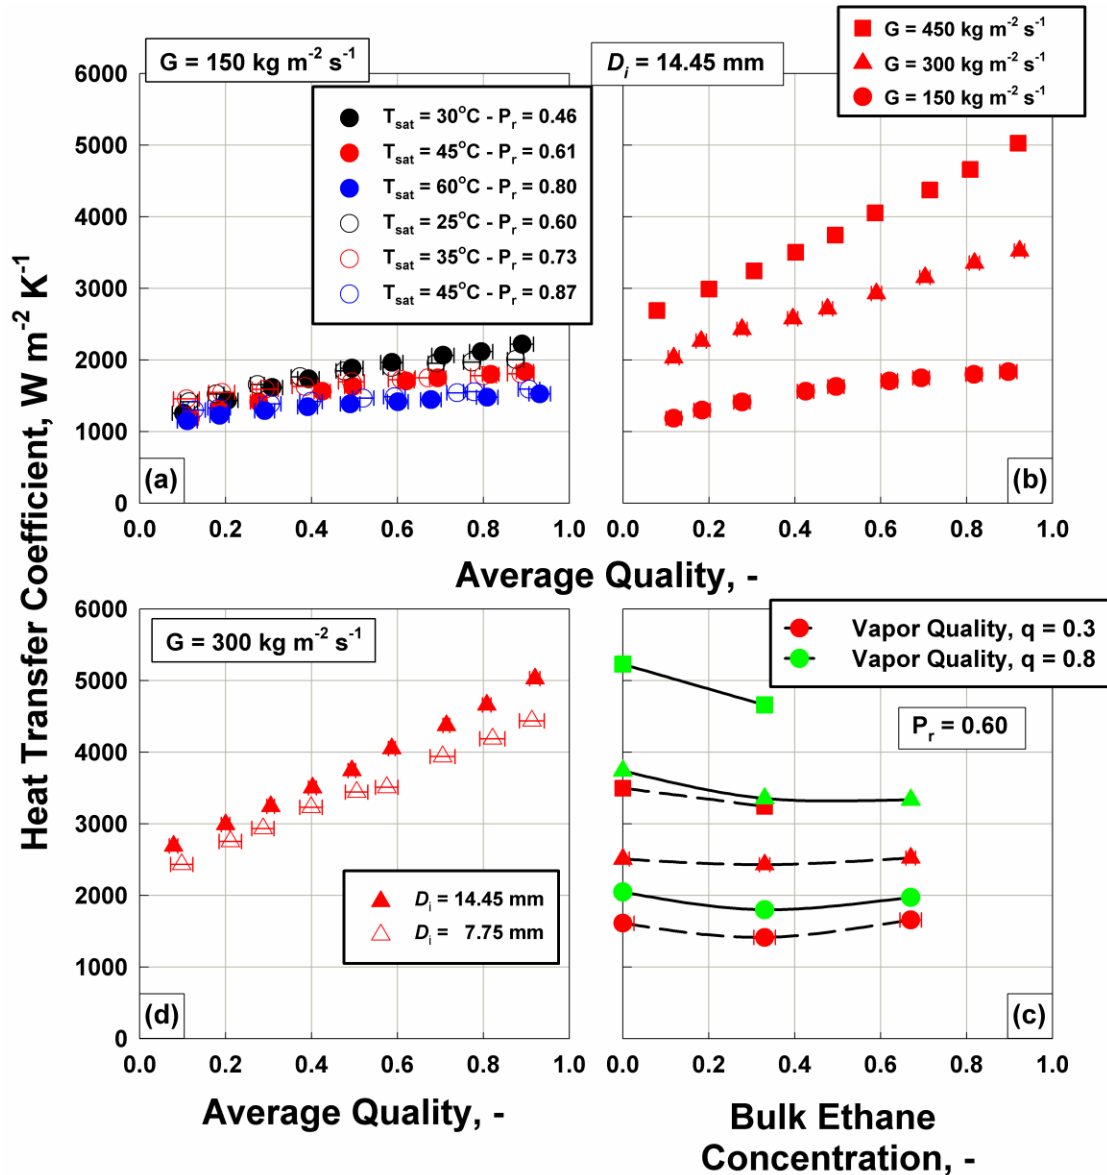 G = 150 kg m-2 s-1
Tsat = 30oC - Pr = 0.46
Tsat = 45oC - Pr = 0.61
Tsat = 60oC - Pr = 0.80
Tsat = 25oC - Pr = 0.60
Tsat = 35oC - Pr = 0.73
Tsat = 45oC - Pr = 0.87
6000
5000
4000
3000
2000
1000
0
(a)
0.0 0.2 0.4 0.6 0.8 1.0
Di = 14.45 mm
G = 450 kg m-2 s-1
G = 300 kg m-2 s-1
G = 150 kg m-2 s-1
(b)
0.0 0.2 0.4 0.6 0.8 1.0
Heat Transfer Coefficient, W m-2 K-1
Average Quality, -
G = 300 kg m-2 s-1
6000
5000
4000
3000
2000
1000
0
Di = 14.45 mm
Di = 7.75 mm
(d)
0.0 0.2 0.4 0.6 0.8 1.0
Average Quality, -
Vapor Quality, q = 0.3
Vapor Quality, q = 0.8
Pr = 0.60
(c)
0.0 0.2 0.4 0.6 0.8 1.0
Bulk Ethane
Concentration, -